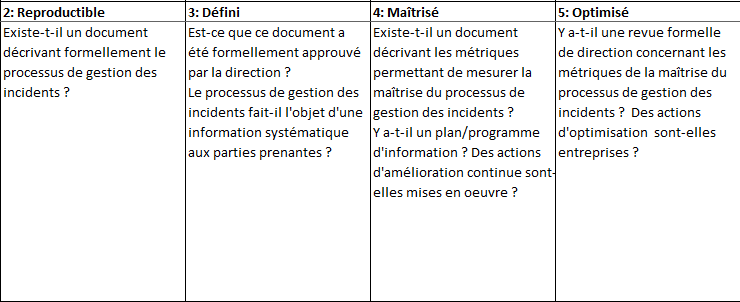 2: Reproductible
Existe-t-il un document
décrivant formellement le
processus de gestion des
incidents ?
3: Défini
Est-ce que ce document a
été formellement approuvé
par la direction ?
Le processus de gestion des
incidents fait-il l'objet d'une
information systématique
aux parties prenantes ?
4: Maîtrisé
Existe-t-il un document
décrivant les métriques
permettant de mesurer la
maîtrise du processus de
gestion des incidents ?
Y a-t-il un plan/programme
d'information ? Des actions
d'amélioration continue sont-
elles mises en oeuvre ?
5: Optimisé
Y a-t-il une revue formelle
de direction concernant les
métriques de la maîtrise du
processus de gestion des
incidents ?  Des actions
d'optimisation  sont-elles
entreprises ?